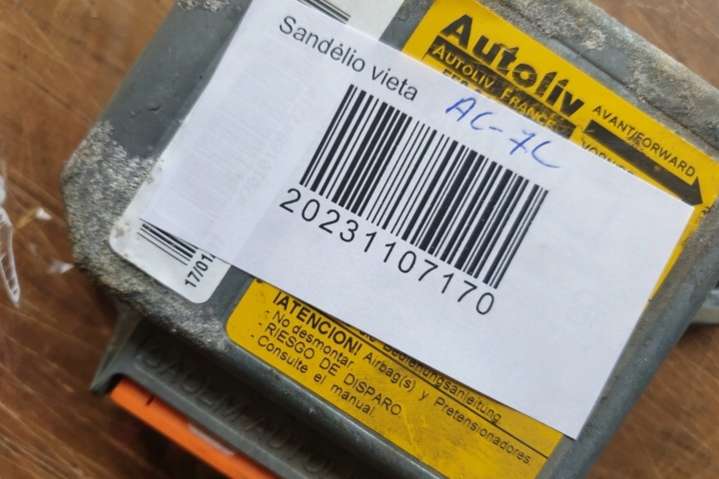 Sandėlio vieta
AC-7C
20231107170
Autoliv
AUTOLIV FRANCE
AVANT/FORWARD
17/01
¡ATENCION!
Bedienungsanleitung
- No desmontar Airbag(s) y Pretensionadores.
- RIESGO DE DISPARO
- Consulte el manual.